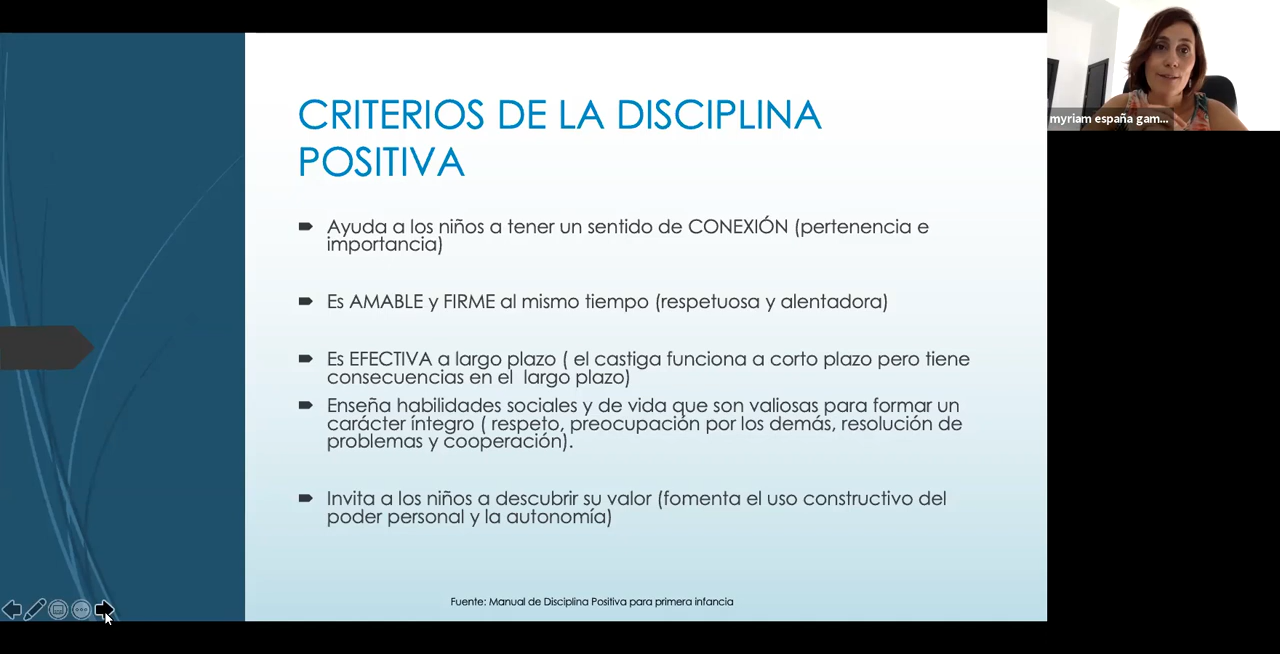 CRITERIOS DE LA DISCIPLINA
POSITIVA
Ayuda a los niños a tener un sentido de CONEXIÓN (pertenencia e
importancia)
Es AMABLE y FIRME al mismo tiempo (respetuosa y alentadora)
Es EFECTIVA a largo plazo ( el castiga funciona a corto plazo pero tiene
consecuencias en el  largo plazo)
Enseña habilidades sociales y de vida que son valiosas para formar un
carácter íntegro ( respeto, preocupación por los demás, resolución de
problemas y cooperación).
Invita a los niños a descubrir su valor (fomenta el uso constructivo del
poder personal y la autonomía)
Fuente: Manual de Disciplina Positiva para primera infancia
myriam españa gam...